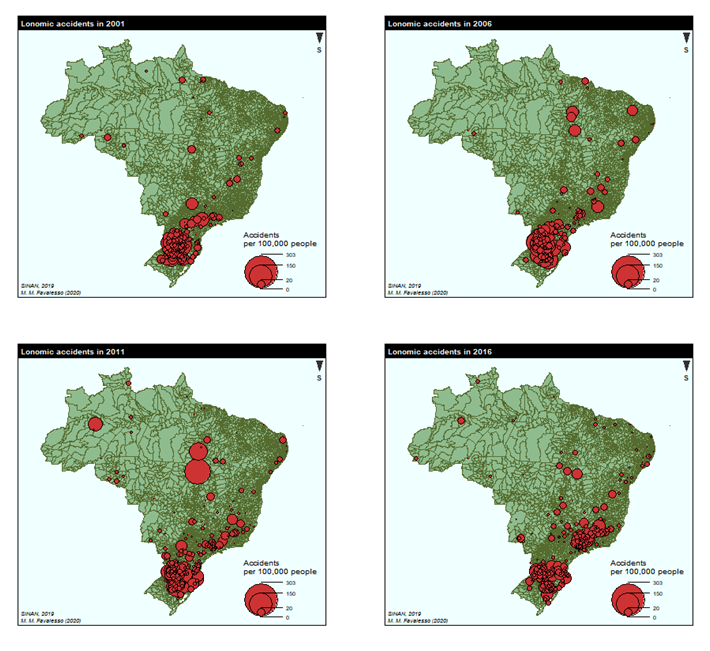 Lonomic accidents in 2001
S
Accidents
per 100,000 people
303
150
20
0
SINAN, 2019
M. M. Favalesso (2020)
Lonomic accidents in 2006
S
Accidents
per 100,000 people
303
150
20
0
SINAN, 2019
M. M. Favalesso (2020)
Lonomic accidents in 2011
S
Accidents
per 100,000 people
303
150
20
0
SINAN, 2019
M. M. Favalesso (2020)
Lonomic accidents in 2016
S
Accidents
per 100,000 people
303
150
20
0
SINAN, 2019
M. M. Favalesso (2020)